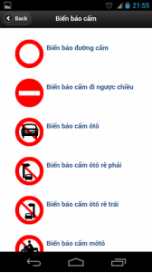 21:55
Back
Biển báo cấm
Biển báo đường cấm
Biển báo cấm đi ngược chiều
Biển báo cấm ôtô
Biển báo cấm ôtô rẽ phải
Biển báo cấm ôtô rẽ trái
Biển báo cấm môtô